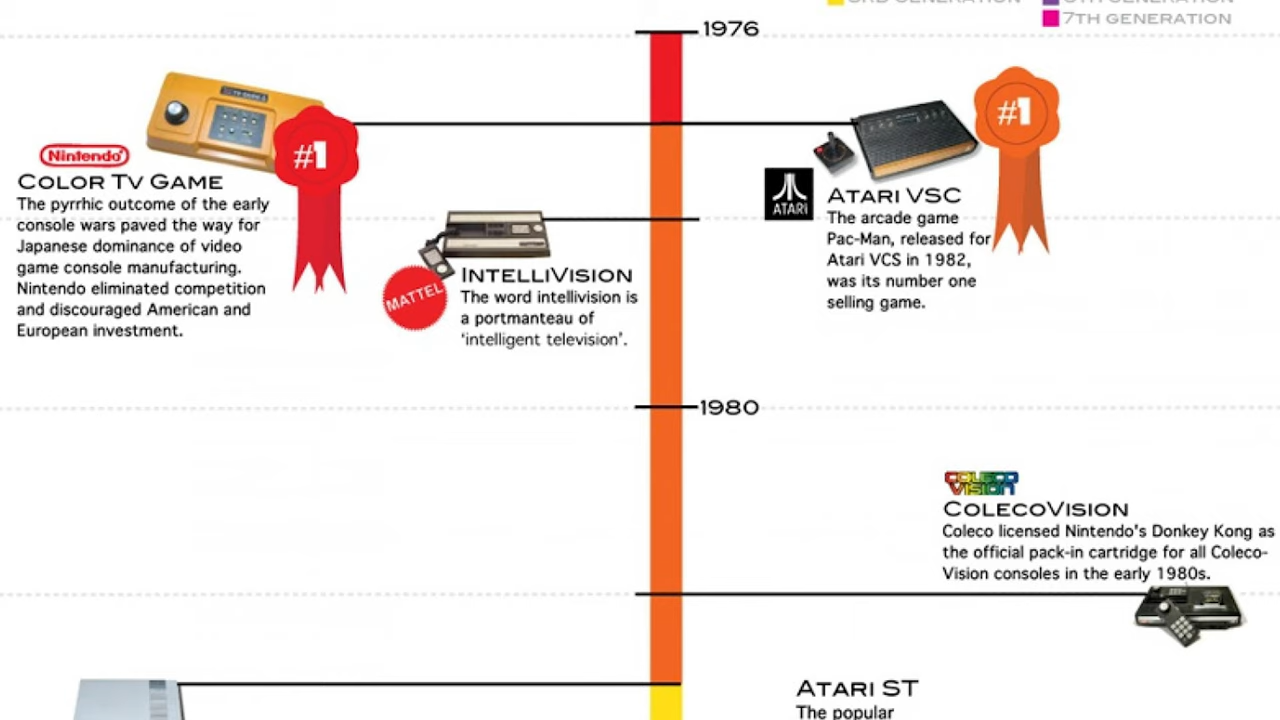 3RD GENERATION
6TH GENERATION
7TH GENERATION
1976
#1
#1
Nintendo
COLOR TV GAME
The pyrrhic outcome of the early
console wars paved the way for
Japanese dominance of video
game console manufacturing.
Nintendo eliminated competition
and discouraged American and
European investment.
MATTEL
INTELLIVISION
The word intellivision is
a portmanteau of
‘intelligent television’.
ATARI
ATARI VSC
The arcade game
Pac-Man, released for
Atari VCS in 1982,
was its number one
selling game.
1980
COLECO
VISION
COLECOVISION
Coleco licensed Nintendo's Donkey Kong as
the official pack-in cartridge for all Coleco-
Vision consoles in the early 1980s.
ATARI ST
The popular